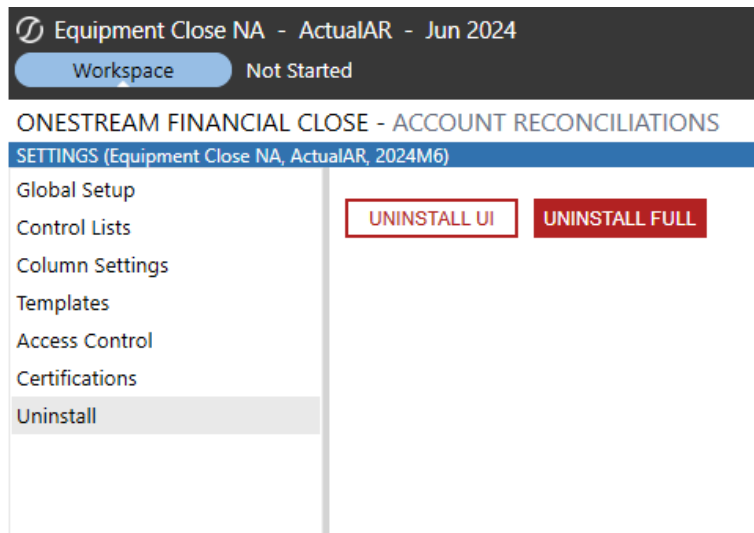 Equipment Close NA - ActualAR - Jun 2024
Workspace Not Started
ONESTREAM FINANCIAL CLOSE - ACCOUNT RECONCILIATIONS
SETTINGS (Equipment Close NA, ActualAR, 2024M6)
Global Setup
Control Lists
Column Settings
Templates
Access Control
Certifications
Uninstall
UNINSTALL UI UNINSTALL FULL